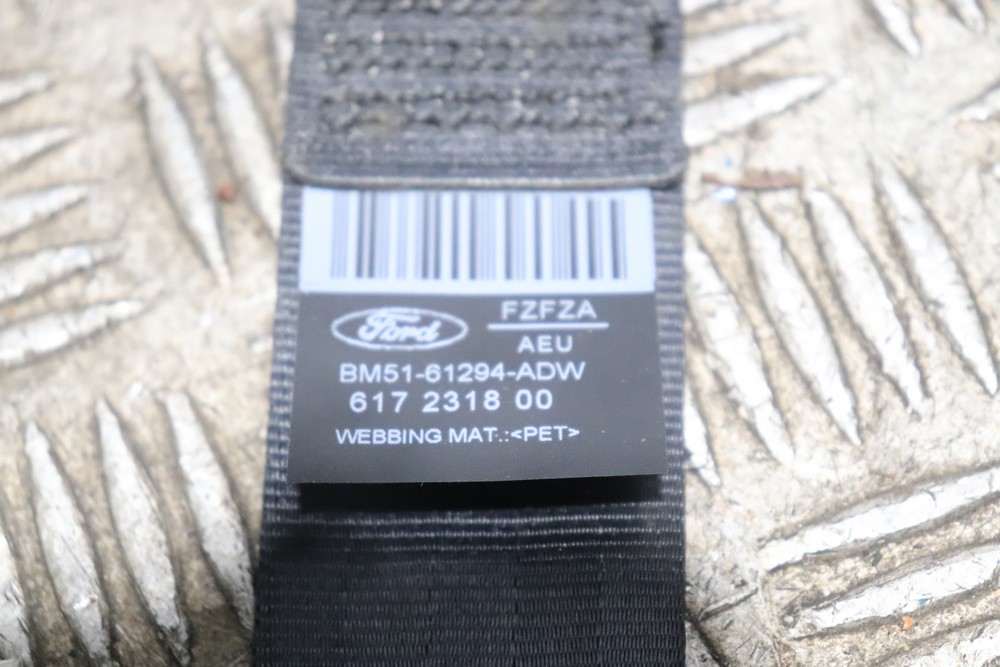 Ford
FZFZA
AEU
BM51-61294-ADW
617 2318 00
WEBBING MAT.:<PET>